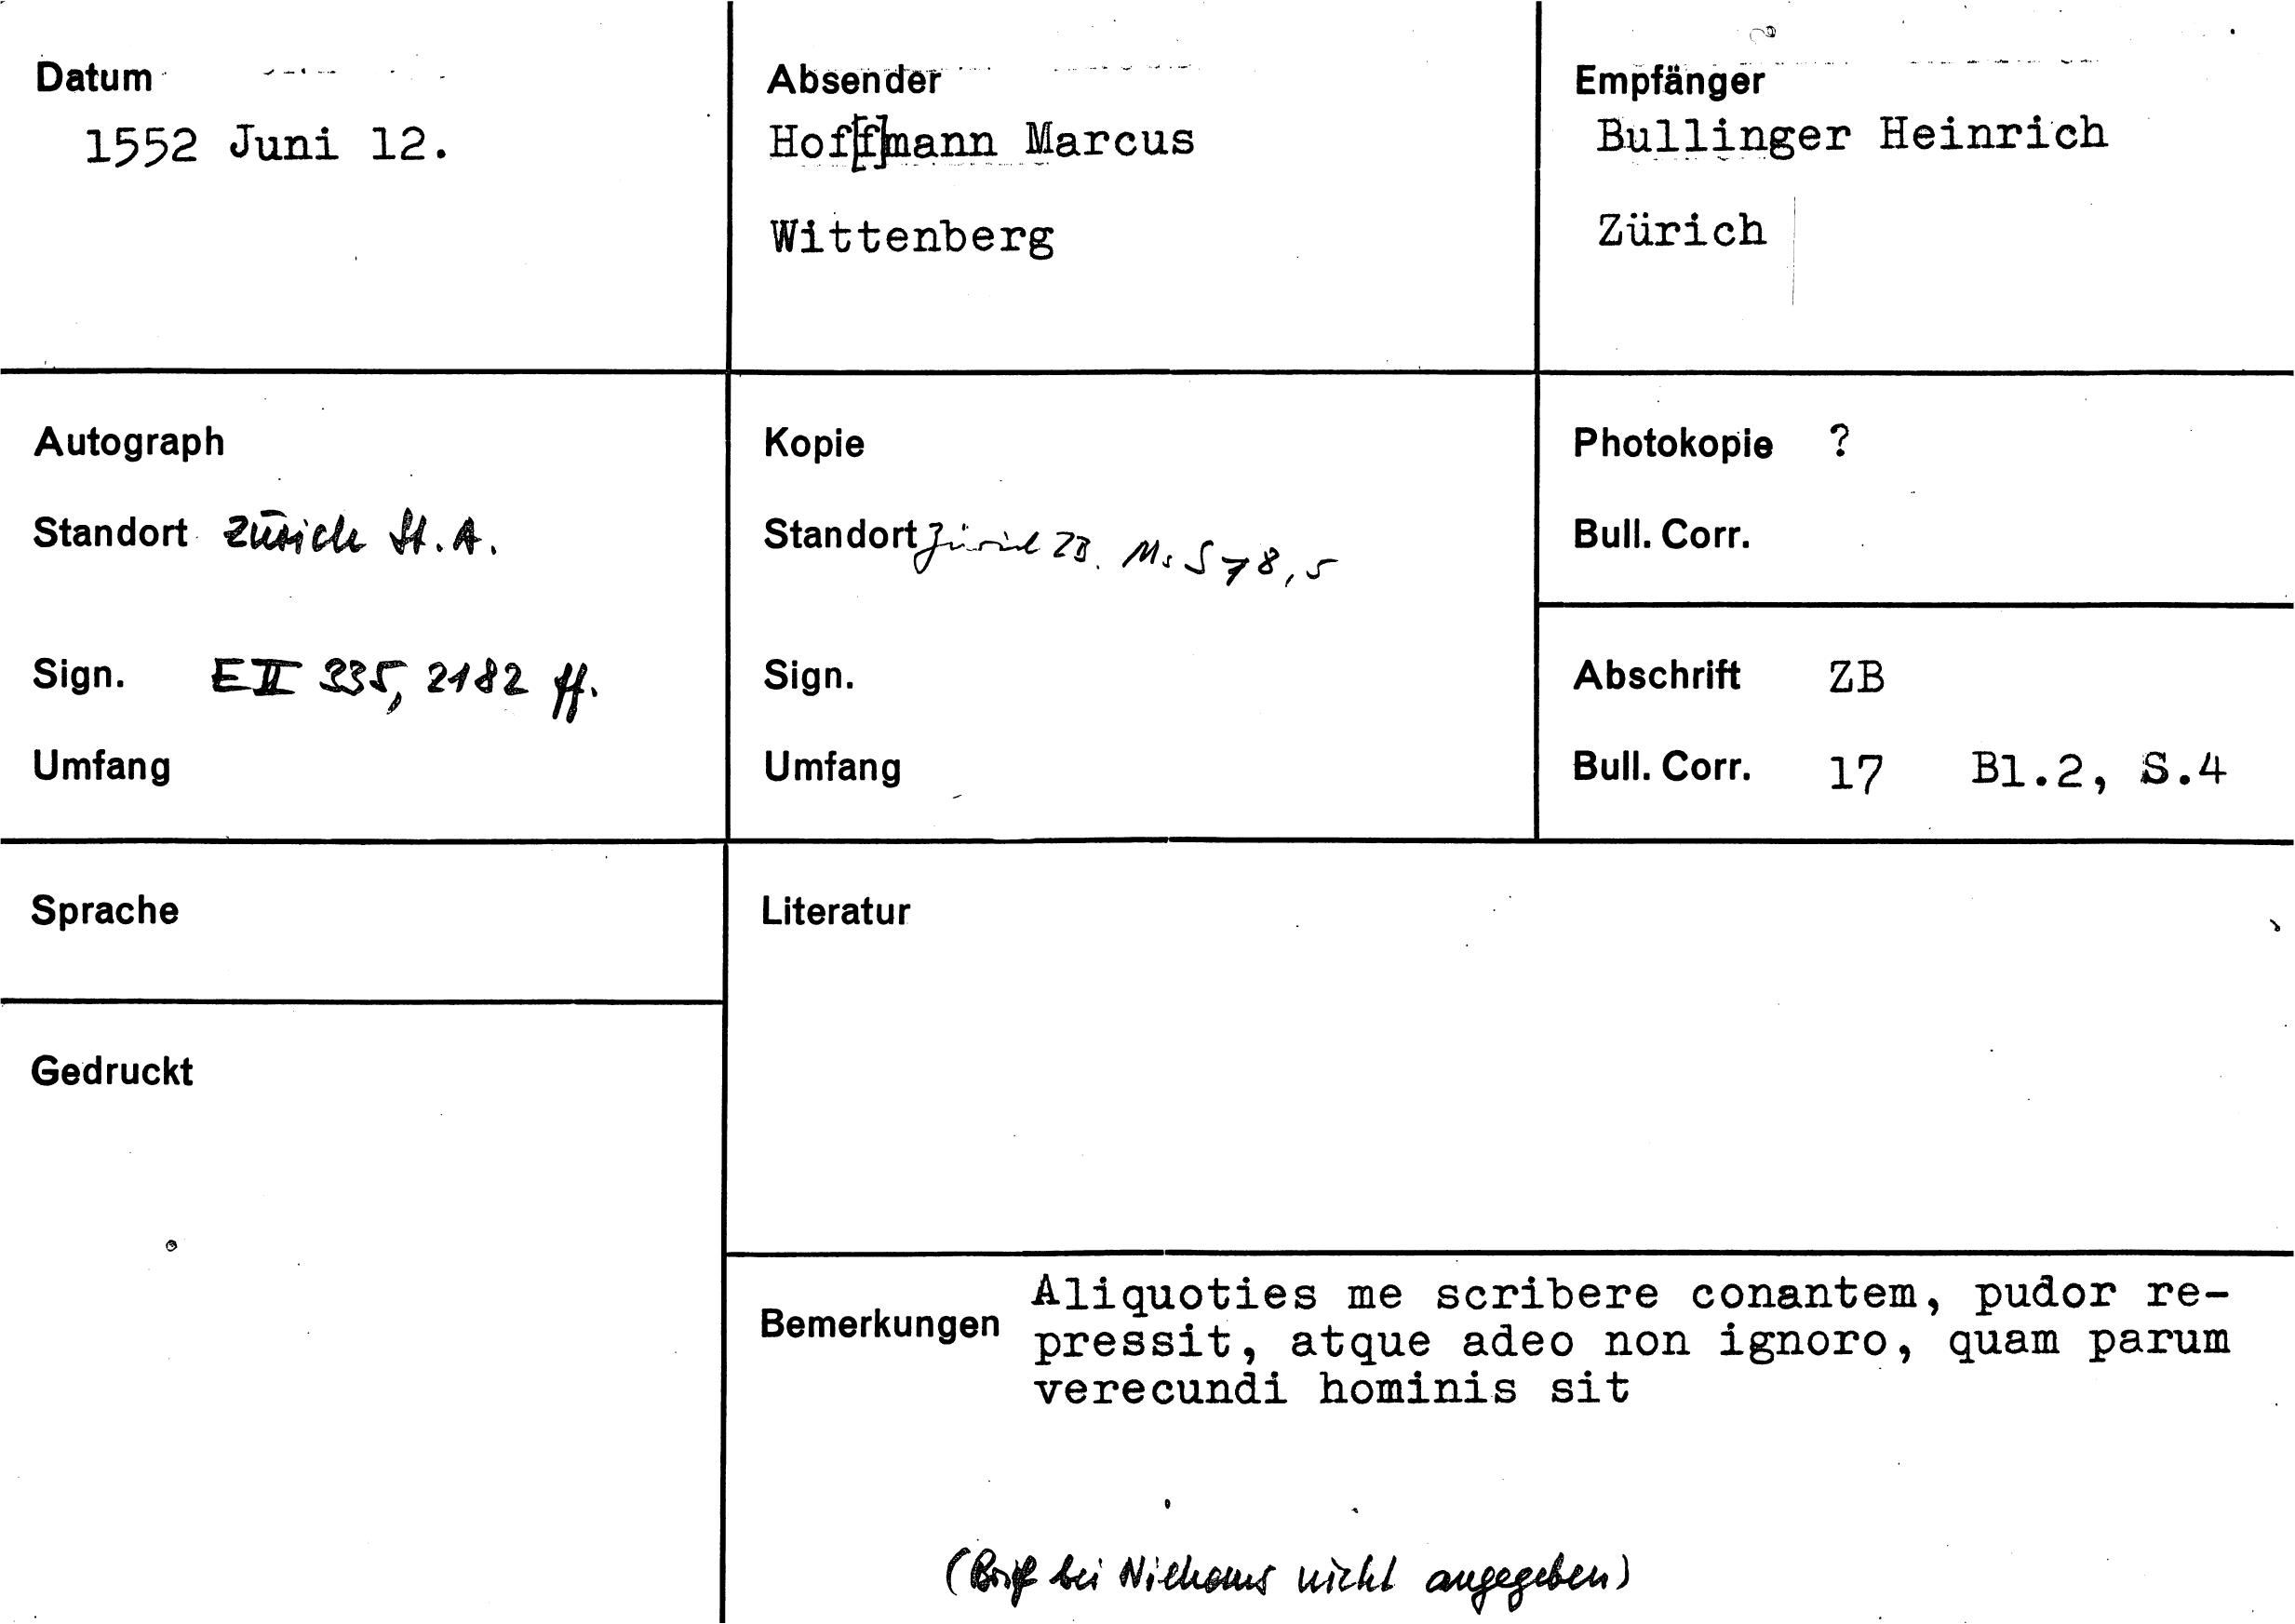 Datum
1552 Juni 12.
Absender
Hof[f]mann Marcus
Wittenberg
Empfänger
Bullinger Heinrich
Zürich
Autograph
Standort Zürich St. A.
Sign. E II 335, 2182 ff.
Umfang
Kopie
Standort Zürich ZB. Ms S 78, 5
Sign.
Umfang
Photokopie ?
Bull. Corr.
Abschrift ZB
Bull. Corr. 17 Bl.2, S.4
Sprache
Gedruckt
Literatur
Bemerkungen
Aliquoties me scribere conantem, pudor re-
pressit, atque adeo non ignoro, quam parum
verecundi hominis sit
(Brief bei Niehans nicht angegeben)